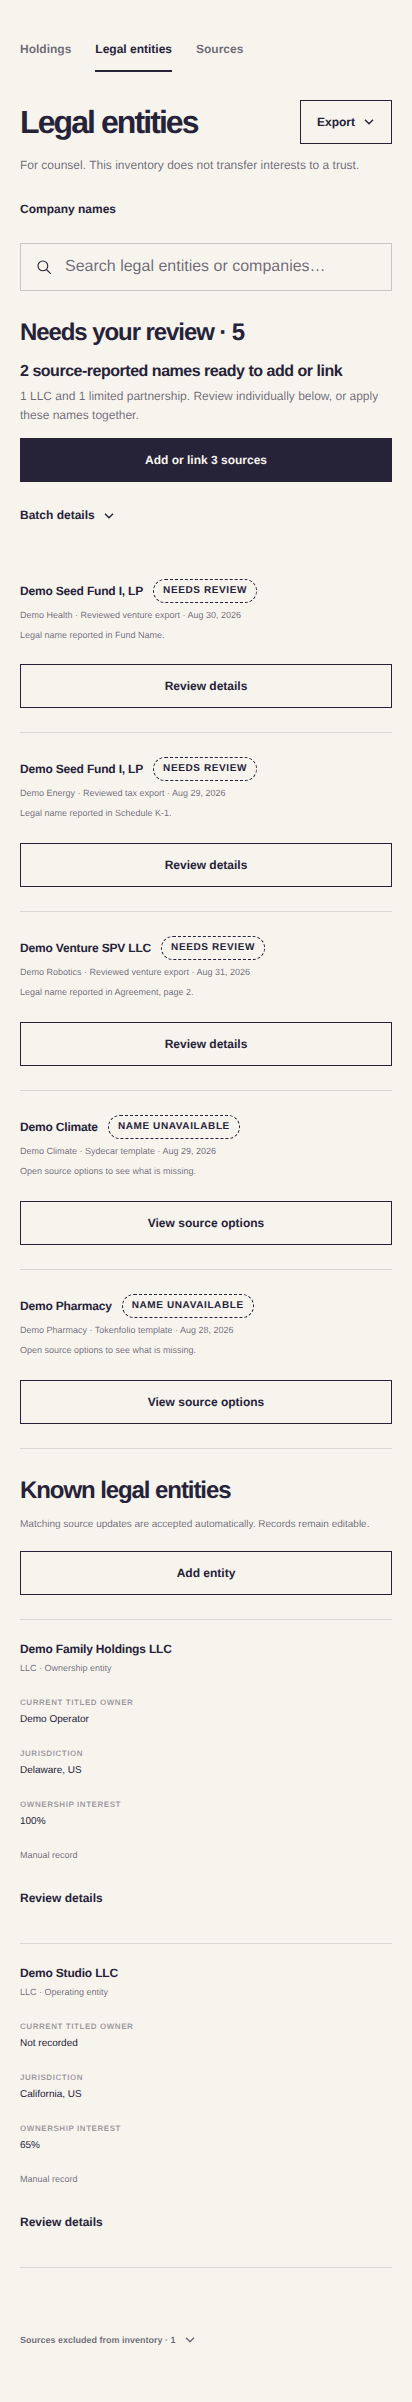 Holdings Legal entities Sources
Legal entities Export
For counsel. This inventory does not transfer interests to a trust.
Company names
Search legal entities or companies…
Needs your review · 5
2 source-reported names ready to add or link
1 LLC and 1 limited partnership. Review individually below, or apply
these names together.
Add or link 3 sources
Batch details
Demo Seed Fund I, LP NEEDS REVIEW
Demo Health · Reviewed venture export · Aug 30, 2026
Legal name reported in Fund Name.
Review details
Demo Seed Fund I, LP NEEDS REVIEW
Demo Energy · Reviewed tax export · Aug 29, 2026
Legal name reported in Schedule K-1.
Review details
Demo Venture SPV LLC NEEDS REVIEW
Demo Robotics · Reviewed venture export · Aug 31, 2026
Legal name reported in Agreement, page 2.
Review details
Demo Climate NAME UNAVAILABLE
Demo Climate · Sydecar template · Aug 29, 2026
Open source options to see what is missing.
View source options
Demo Pharmacy NAME UNAVAILABLE
Demo Pharmacy · Tokenfolio template · Aug 28, 2026
Open source options to see what is missing.
View source options
Known legal entities
Matching source updates are accepted automatically. Records remain editable.
Add entity
Demo Family Holdings LLC
LLC · Ownership entity
CURRENT TITLED OWNER
Demo Operator
JURISDICTION
Delaware, US
OWNERSHIP INTEREST
100%
Manual record
Review details
Demo Studio LLC
LLC · Operating entity
CURRENT TITLED OWNER
Not recorded
JURISDICTION
California, US
OWNERSHIP INTEREST
65%
Manual record
Review details
Sources excluded from inventory · 1